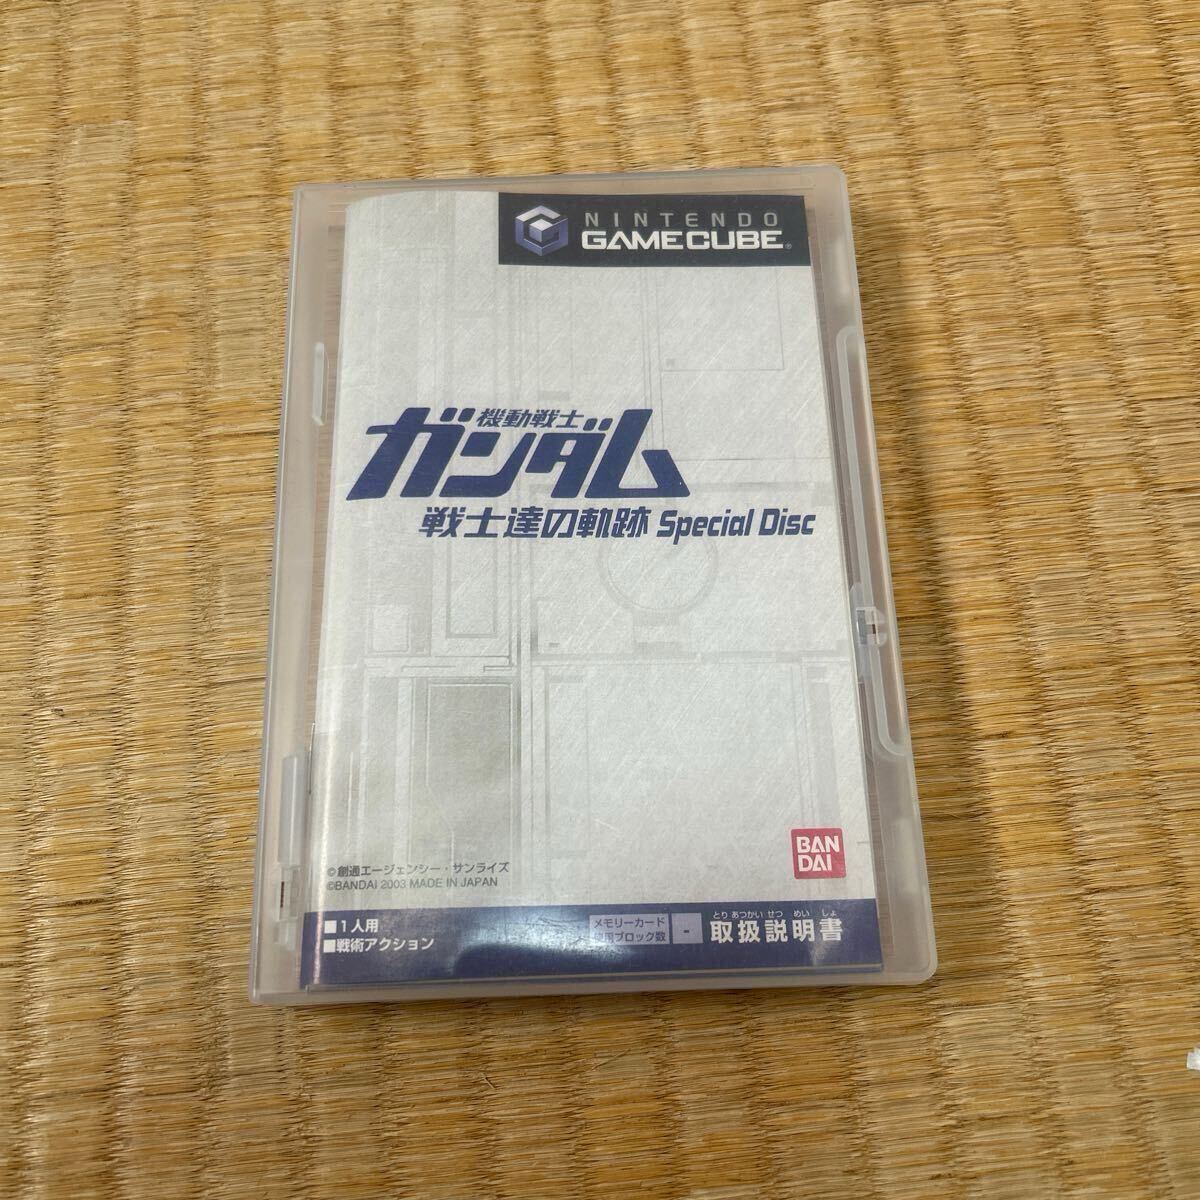 NINTENDO
GAMECUBE®
機動戦士
ガンダム
戦士達の軌跡 Special Disc
BAN
DAI
©創通エージェンシー・サンライズ
©BANDAI 2003 MADE IN JAPAN
■1人用
■戦術アクション
メモリーカード
ブロック数
-
とり あつかい せつ めい しょ
取扱説明書